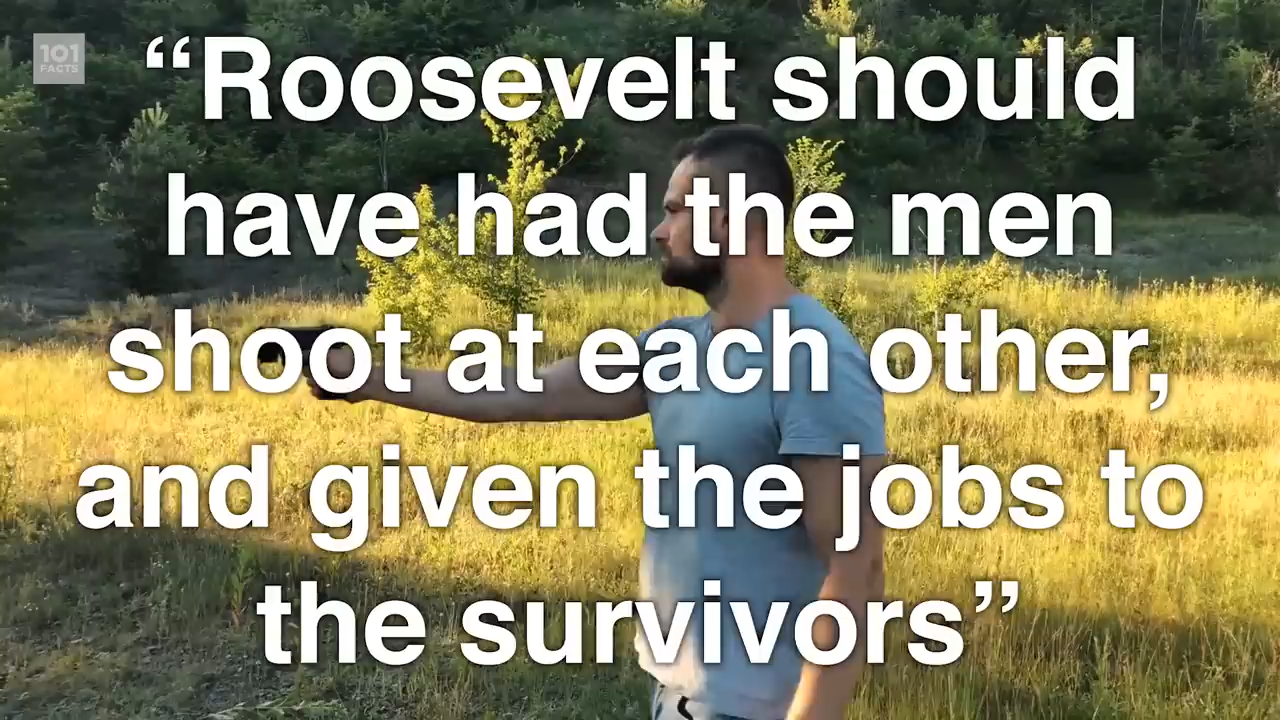 101
FACTS
“Roosevelt should
have had the men
shoot at each other,
and given the jobs to
the survivors”